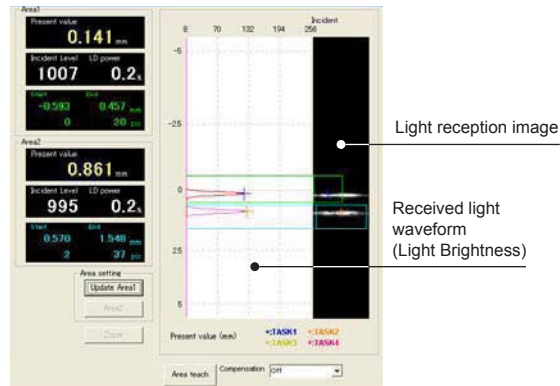 Area1
Present value
0.141 mm
Incident Level LD power
1007 0.2%
Start End
-0.593 0.457 mm
0 20 pix
Area2
Present value
0.861 mm
Incident Level LD power
995 0.2%
Start End
0.570 1.548 mm
2 37 pix
Area setting
Update Area1
Area2
Zoom
Incident
8 70 132 194 256
-5
-2.5
0
2.5
5
Present value (mm)
+:TASK1 +:TASK2
+:TASK3 +:TASK4
Area teach
Compensation Off
Light reception image
Received light
waveform
(Light Brightness)